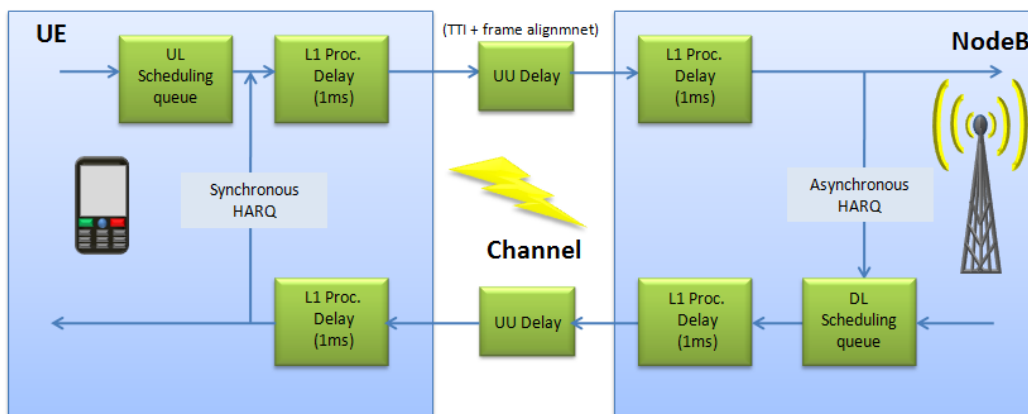 UE
(TTI + frame alignmnet)
NodeB
UL
Scheduling
queue
L1 Proc.
Delay
(1ms)
UU Delay
L1 Proc.
Delay
(1ms)
Synchronous
HARQ
Asynchronous
HARQ
Channel
L1 Proc.
Delay
(1ms)
UU Delay
L1 Proc.
Delay
(1ms)
DL
Scheduling
queue